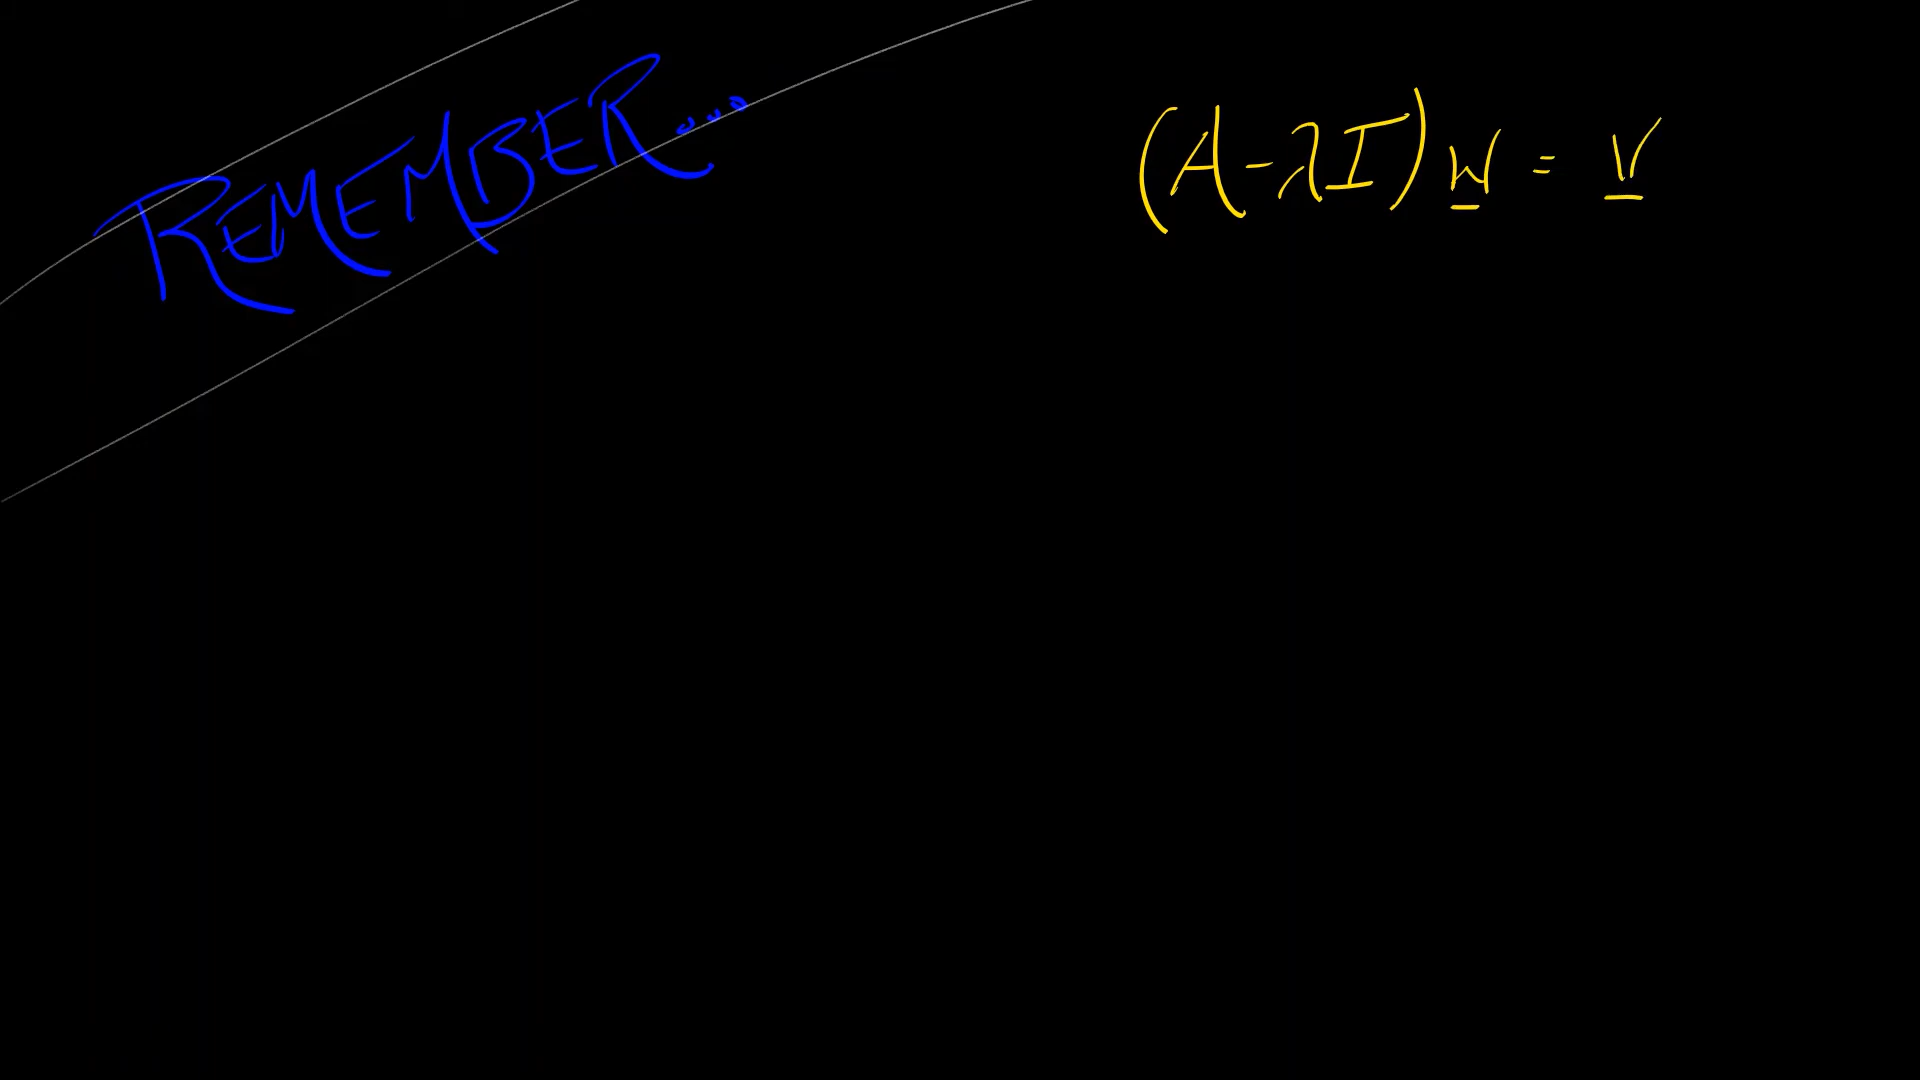 REMEMBER...
(A-λI)w = v